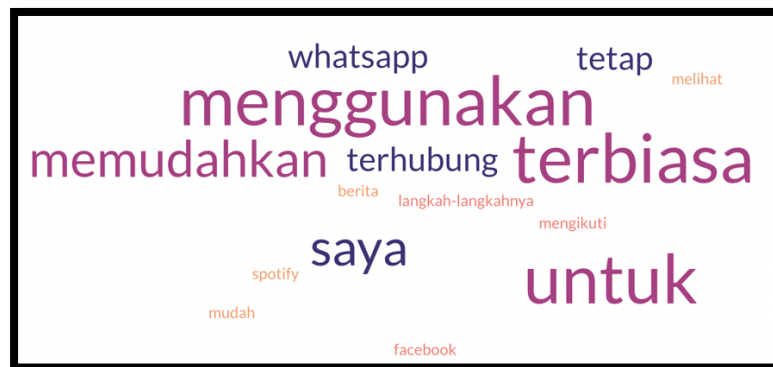 whatsapp tetap
melihat
menggunakan
memudahkan terhubung terbiasa
berita
langkah-langkahnya
mengikuti
saya
spotify untuk
mudah
facebook